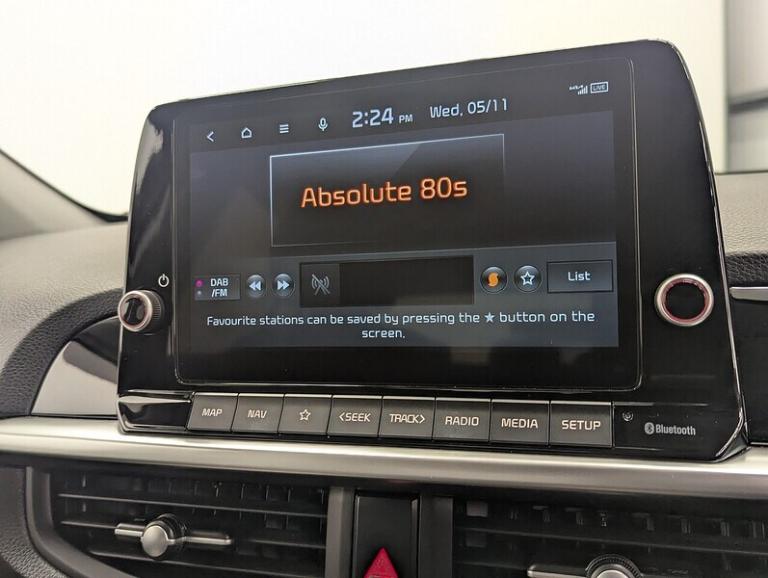 2:24 PM Wed, 05/11
LIVE
Absolute 80s
DAB
/FM
List
Favourite stations can be saved by pressing the ★ button on the
screen.
MAP NAV <SEEK TRACK> RADIO MEDIA SETUP
Bluetooth